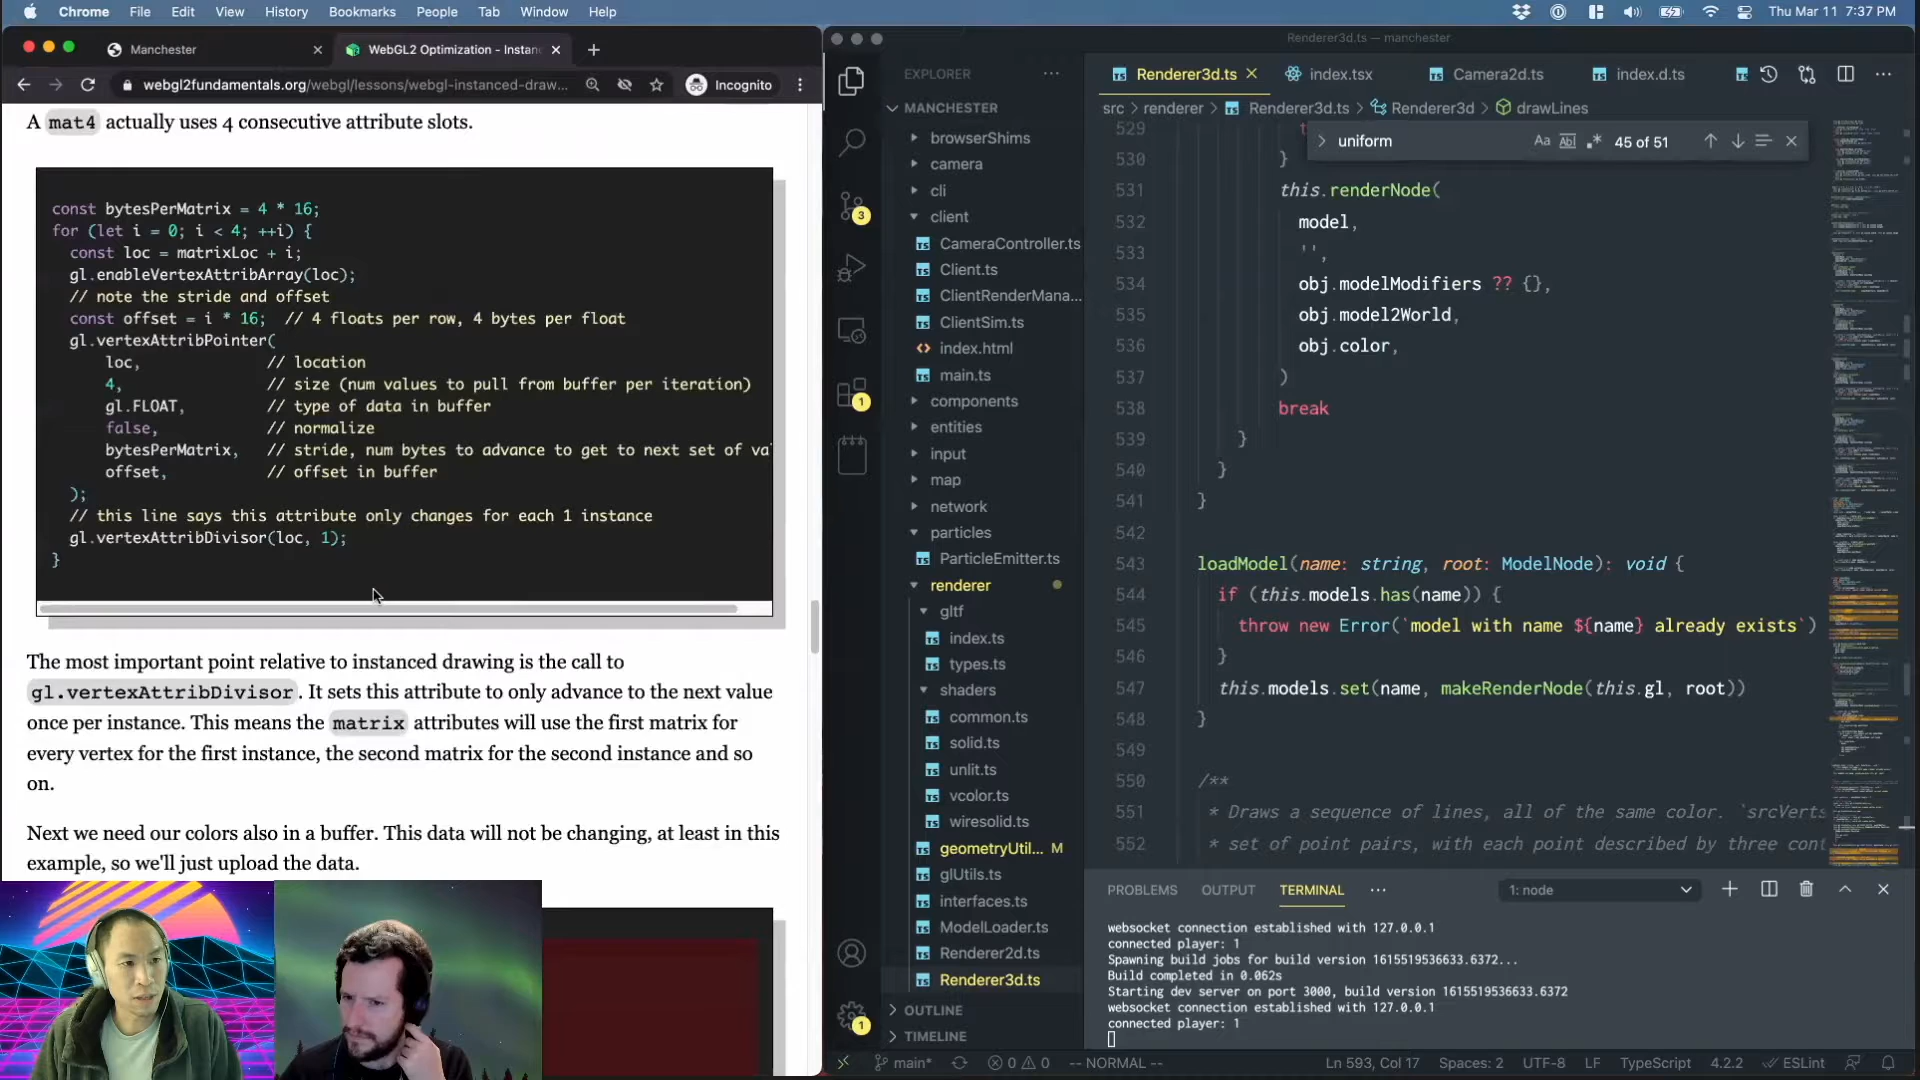 Chrome File Edit View History Bookmarks People Tab Window Help
Thu Mar 11 7:37 PM
Manchester
WebGL2 Optimization - Instan
webgl2fundamentals.org/webgl/lessons/webgl-instanced-draw...
Incognito
A mat4 actually uses 4 consecutive attribute slots.
const bytesPerMatrix = 4 * 16;
for (let i = 0; i < 4; ++i) {
const loc = matrixLoc + i;
gl.enableVertexAttribArray(loc);
// note the stride and offset
const offset = i * 16;  // 4 floats per row, 4 bytes per float
gl.vertexAttribPointer(
loc,              // location
4,                // size (num values to pull from buffer per iteration)
gl.FLOAT,         // type of data in buffer
false,            // normalize
bytesPerMatrix,   // stride, num bytes to advance to get to next set of va
offset,           // offset in buffer
);
// this line says this attribute only changes for each 1 instance
gl.vertexAttribDivisor(loc, 1);
}
The most important point relative to instanced drawing is the call to
gl.vertexAttribDivisor. It sets this attribute to only advance to the next value
once per instance. This means the matrix attributes will use the first matrix for
every vertex for the first instance, the second matrix for the second instance and so
on.
Next we need our colors also in a buffer. This data will not be changing, at least in this
example, so we'll just upload the data.
Renderer3d.ts — manchester
EXPLORER
MANCHESTER
browserShims
camera
cli
client
CameraController.ts
Client.ts
ClientRenderMana...
ClientSim.ts
index.html
main.ts
components
entities
input
map
network
particles
ParticleEmitter.ts
renderer
gltf
index.ts
types.ts
shaders
common.ts
solid.ts
unlit.ts
vcolor.ts
wiresolid.ts
geometryUtil... M
glUtils.ts
interfaces.ts
ModelLoader.ts
Renderer2d.ts
Renderer3d.ts
OUTLINE
TIMELINE
3
1
1
Renderer3d.ts index.tsx Camera2d.ts index.d.ts
src > renderer > Renderer3d.ts > Renderer3d > drawLines
uniform Aa Abl .* 45 of 51
529 t
530 }
531 this.renderNode(
532 model,
533 '',
534 obj.modelModifiers ?? {},
535 obj.model2World,
536 obj.color,
537 )
538 break
539 }
540 }
541 }
542
543 loadModel(name: string, root: ModelNode): void {
544 if (this.models.has(name)) {
545 throw new Error(`model with name ${name} already exists`)
546 }
547 this.models.set(name, makeRenderNode(this.gl, root))
548 }
549
550 /**
551 * Draws a sequence of lines, all of the same color. `srcVerts
552 * set of point pairs, with each point described by three cont
PROBLEMS OUTPUT TERMINAL
1: node
websocket connection established with 127.0.0.1
connected player: 1
Spawning build jobs for build version 1615519536633.6372...
Build completed in 0.062s
Starting dev server on port 3000, build version 1615519536633.6372
websocket connection established with 127.0.0.1
connected player: 1
main* 0 0 -- NORMAL -- Ln 593, Col 17 Spaces: 2 UTF-8 LF TypeScript 4.2.2 ESLint